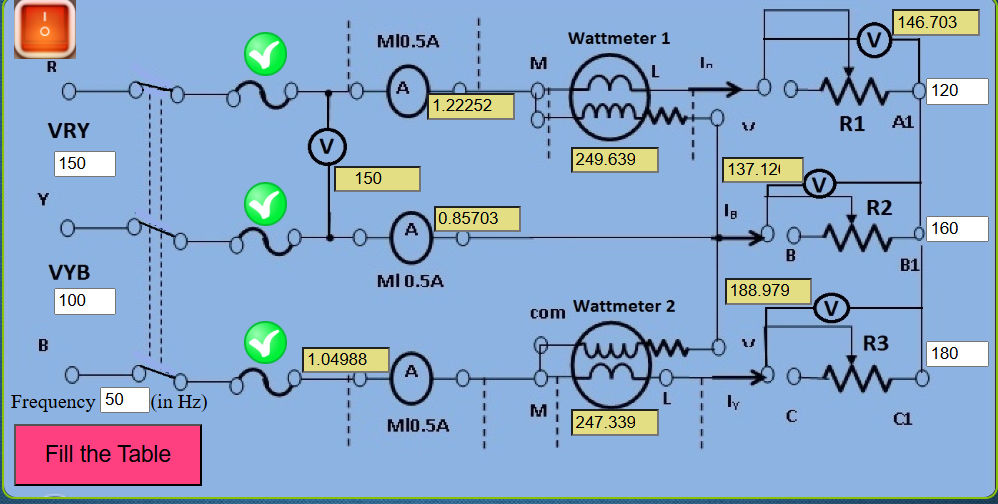 I
O
R
VRY
150
Y
VYB
100
B
Frequency 50 (in Hz)
Fill the Table
MI0.5A
A
1.22252
V
150
0.85703
A
MI 0.5A
1.04988
A
MI0.5A
Wattmeter 1
M
L
249.639
com
Wattmeter 2
M
L
247.339
V
146.703
120
R1
A1
V
137.12
V
I_B
R2
160
B
B1
188.979
V
R3
180
I_Y
C
C1